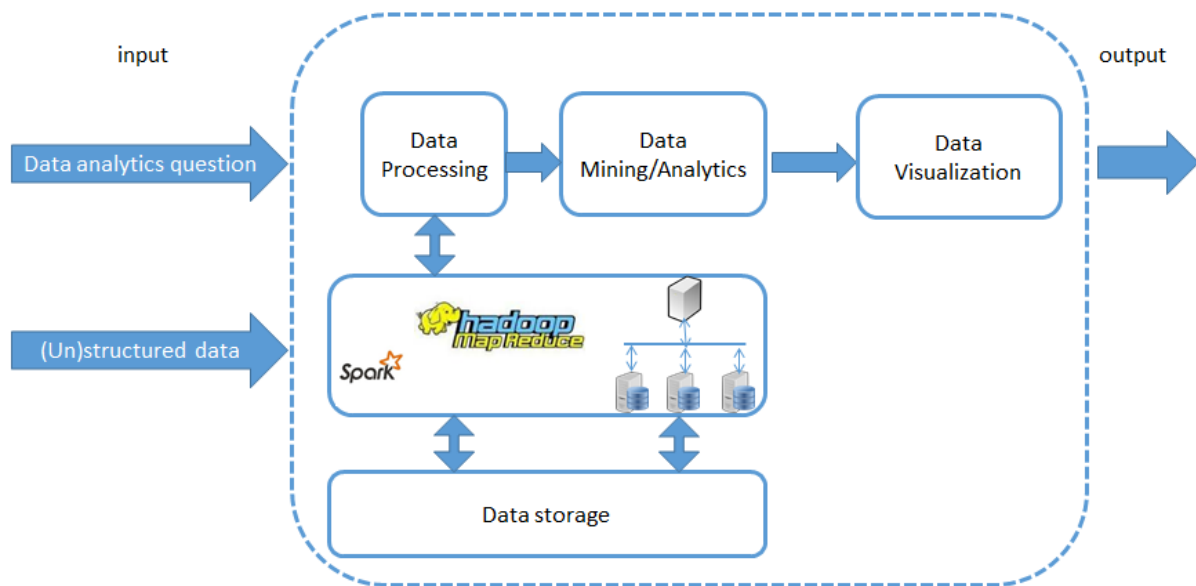 input
output
Data analytics question
Data
Processing
Data
Mining/Analytics
Data
Visualization
(Un)structured data
Spark
hadoop
Map Reduce
Data storage